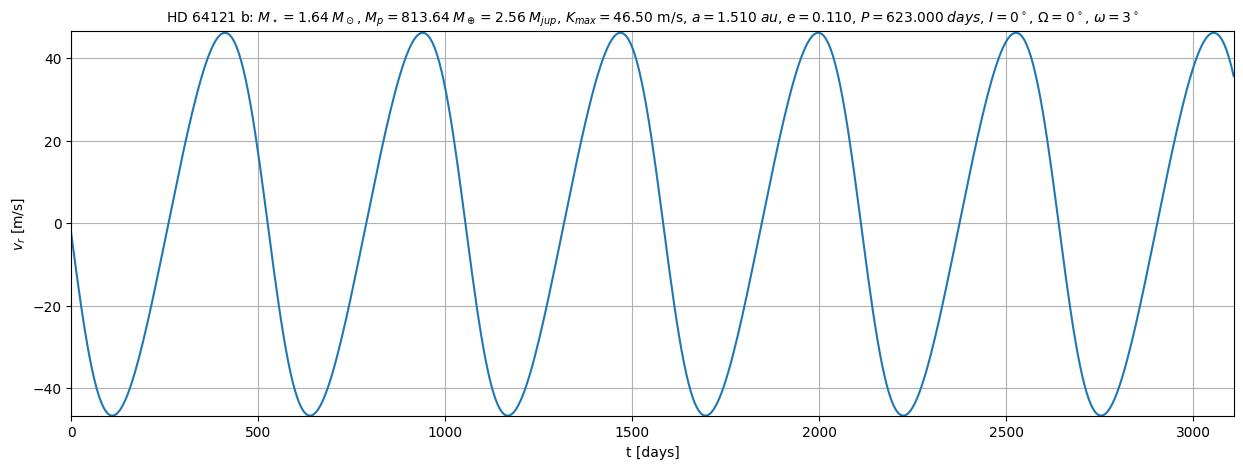 HD 64121 b: M⋆ = 1.64 M⊙, Mp = 813.64 M⊕ = 2.56 Mjup, Kmax = 46.50 m/s, a = 1.510 au, e = 0.110, P = 623.000 days, I = 0°, Ω = 0°, ω = 3°
40
20
0
−20
−40
vr [m/s]
0 500 1000 1500 2000 2500 3000
t [days]